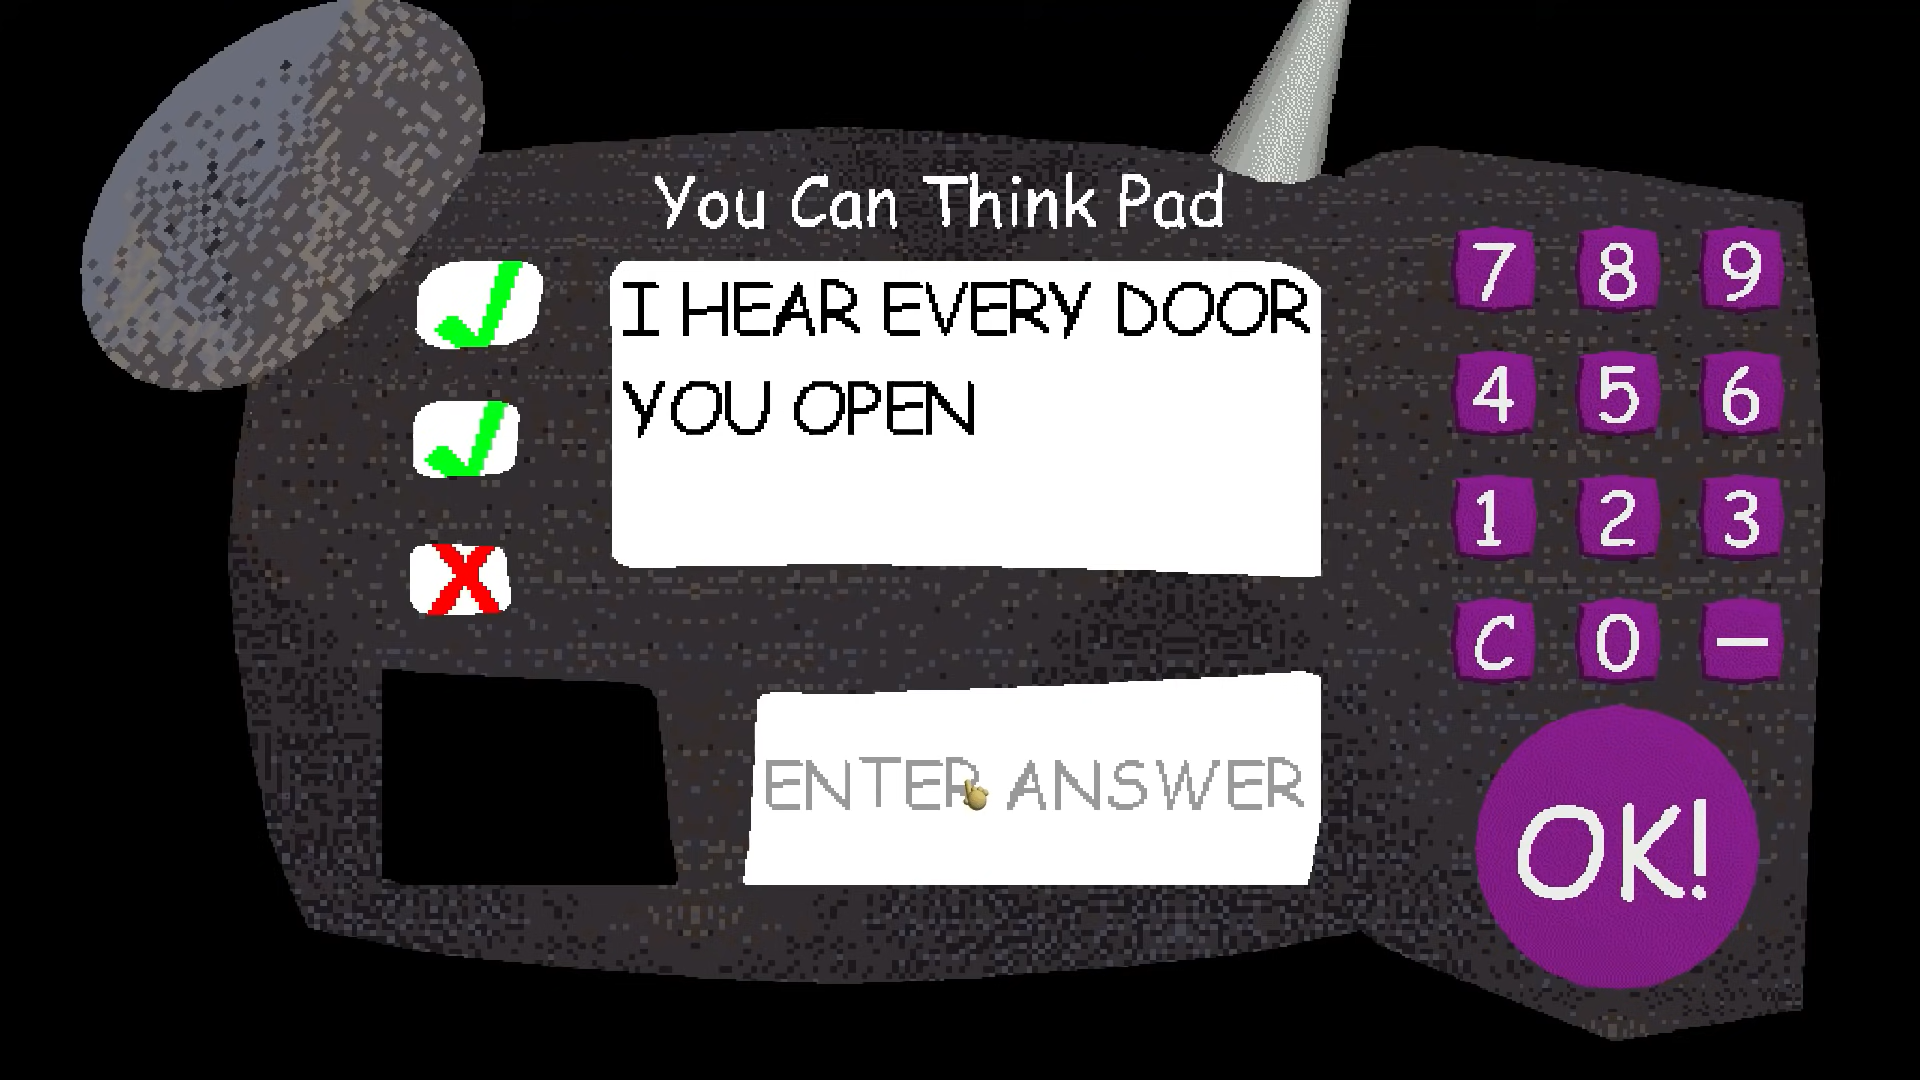 You Can Think Pad
I HEAR EVERY DOOR
YOU OPEN
7 8 9
4 5 6
1 2 3
C 0 —
ENTER ANSWER
OK!